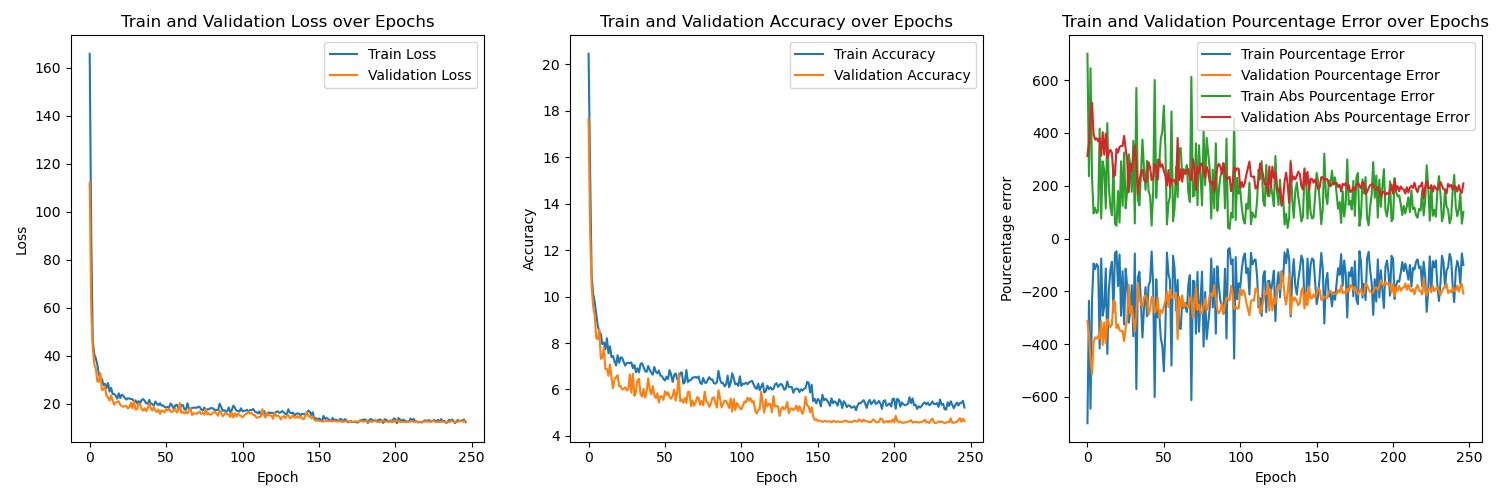 Train and Validation Loss over Epochs
Train Loss
Validation Loss
160
140
120
100
80
60
40
20
Loss
0
50
100
150
200
250
Epoch
Train and Validation Accuracy over Epochs
Train Accuracy
Validation Accuracy
20
18
16
14
12
10
8
6
4
Accuracy
0
50
100
150
200
250
Epoch
Train and Validation Pourcentage Error over Epochs
Train Pourcentage Error
Validation Pourcentage Error
Train Abs Pourcentage Error
Validation Abs Pourcentage Error
600
400
200
0
−200
−400
−600
Pourcentage error
0
50
100
150
200
250
Epoch